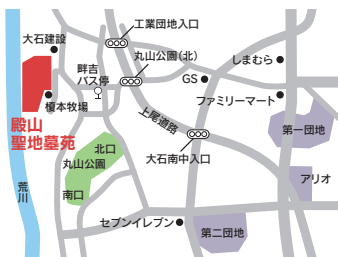 工業団地入口
大石建設
丸山公園(北)
畔吉
バス停
しまむら
GS
榎本牧場
ファミリーマート
殿山
聖地墓苑
上尾道路
第一団地
北口
大石南中入口
丸山公園
アリオ
荒川
南口
セブンイレブン
第二団地